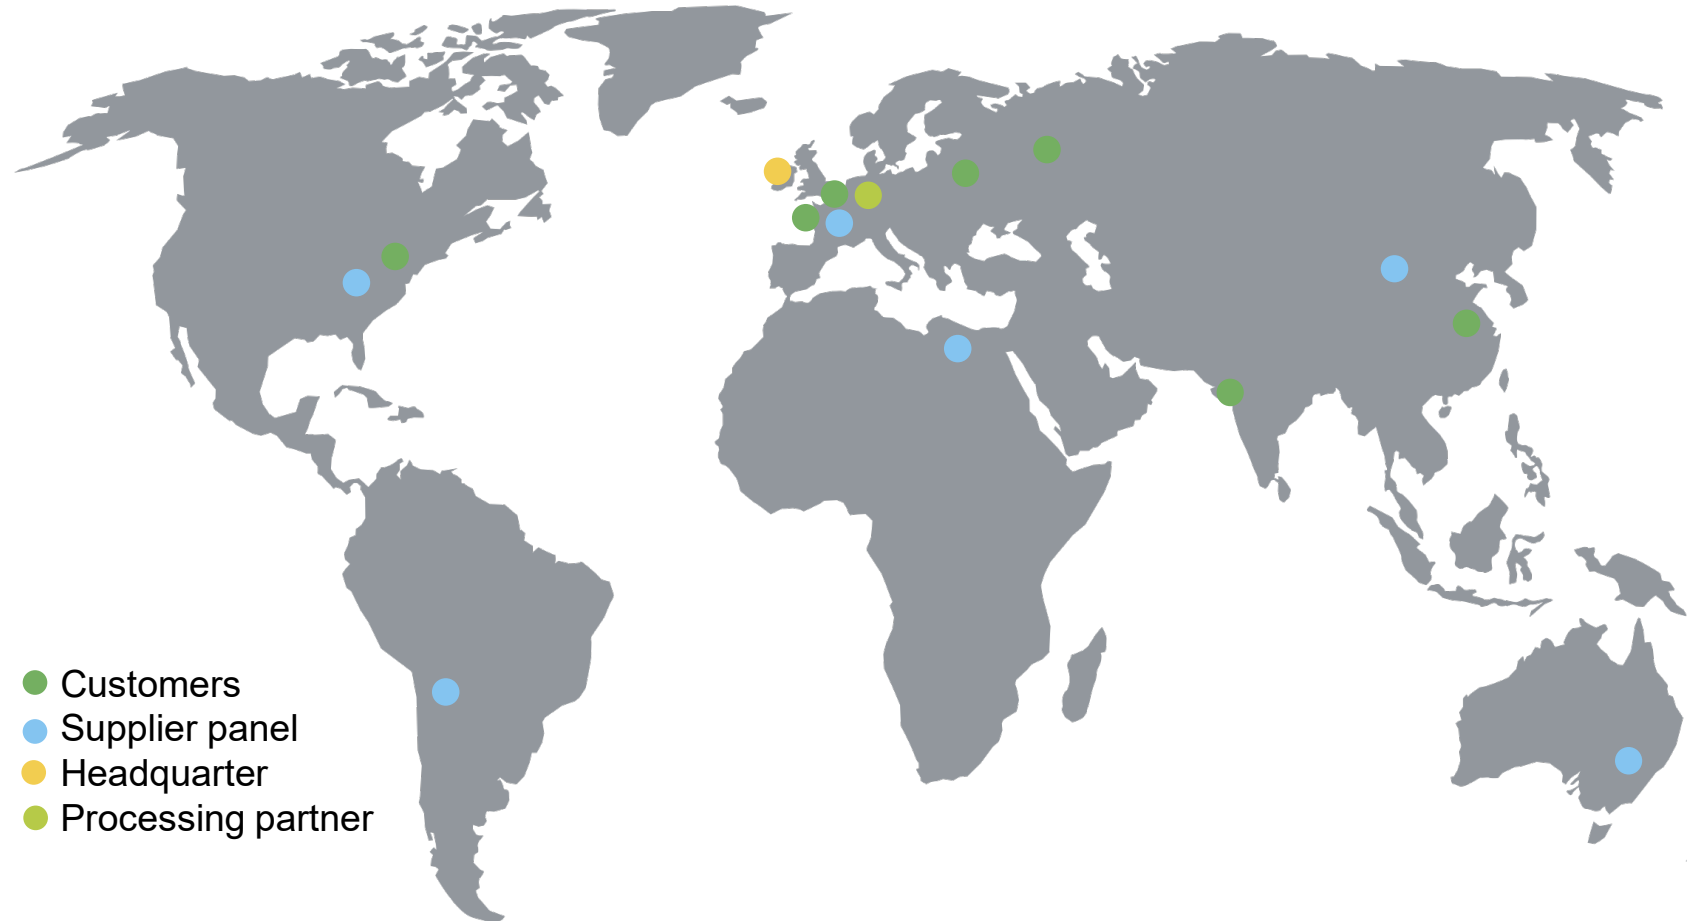 Customers
Supplier panel
Headquarter
Processing partner